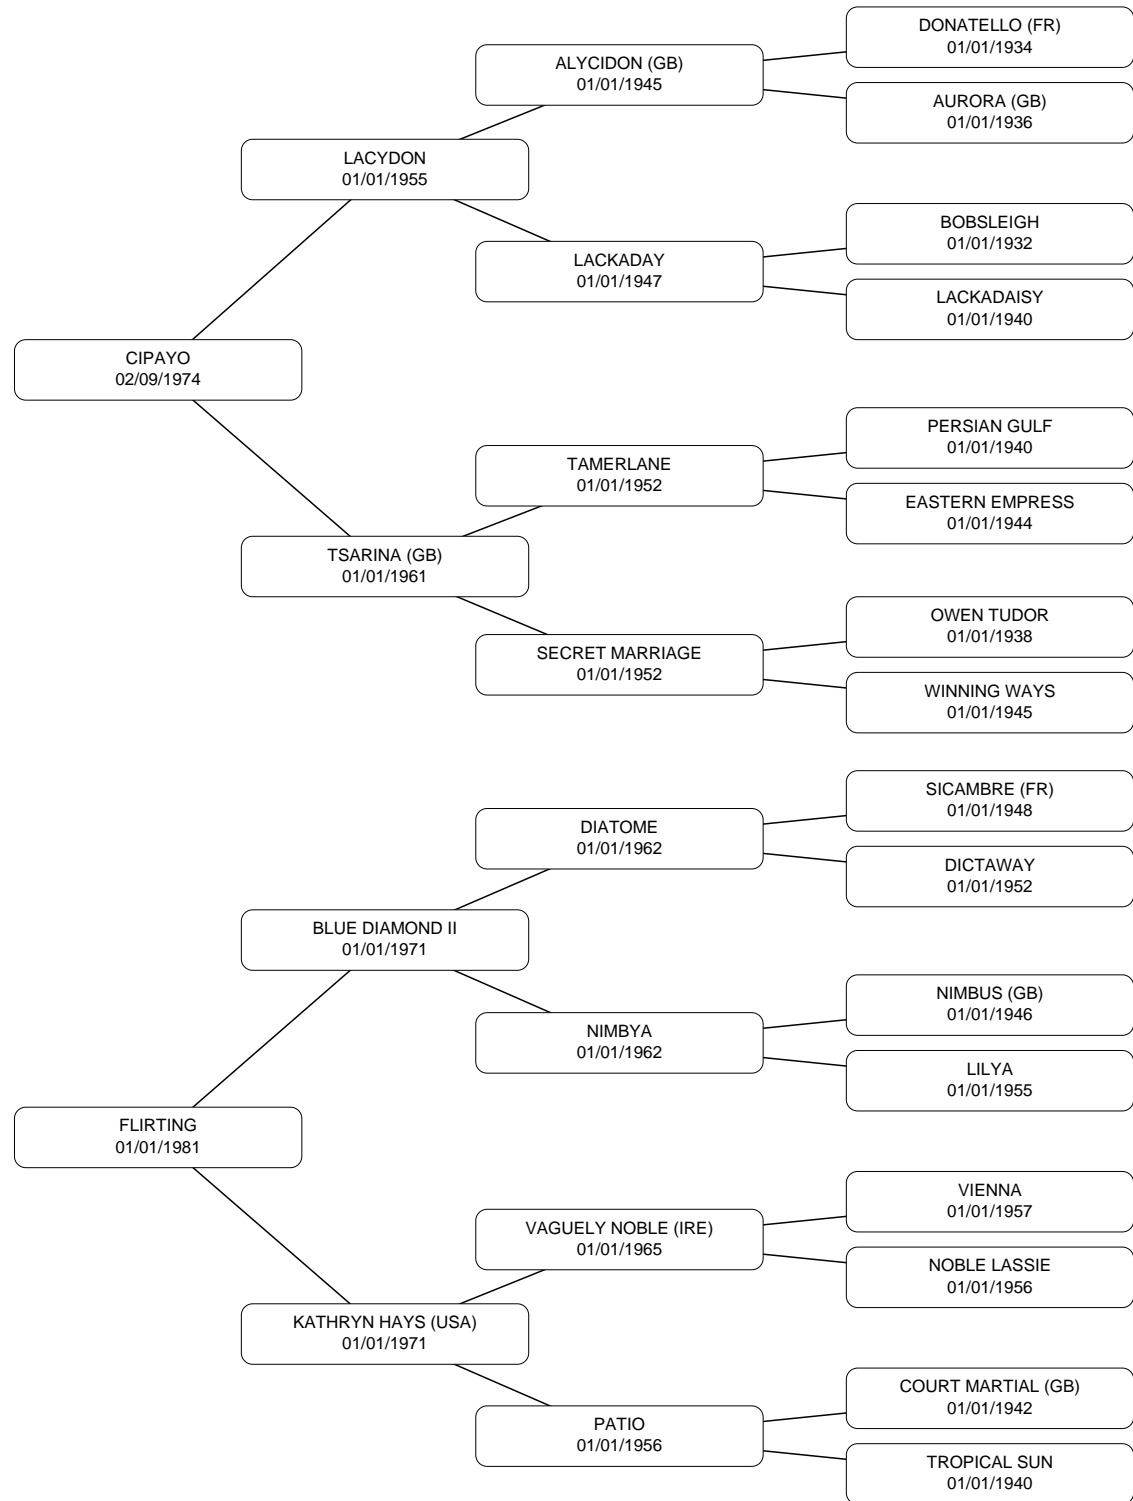 DONATELLO (FR)
01/01/1934
ALYCIDON (GB)
01/01/1945
AURORA (GB)
01/01/1936
LACYDON
01/01/1955
BOBSLEIGH
01/01/1932
LACKADAY
01/01/1947
LACKADAISY
01/01/1940
CIPAYO
02/09/1974
PERSIAN GULF
01/01/1940
TAMERLANE
01/01/1952
EASTERN EMPRESS
01/01/1944
TSARINA (GB)
01/01/1961
OWEN TUDOR
01/01/1938
SECRET MARRIAGE
01/01/1952
WINNING WAYS
01/01/1945
SICAMBRE (FR)
01/01/1948
DIATOME
01/01/1962
DICTAWAY
01/01/1952
BLUE DIAMOND II
01/01/1971
NIMBUS (GB)
01/01/1946
NIMBYA
01/01/1962
LILYA
01/01/1955
FLIRTING
01/01/1981
VIENNA
01/01/1957
VAGUELY NOBLE (IRE)
01/01/1965
NOBLE LASSIE
01/01/1956
KATHRYN HAYS (USA)
01/01/1971
COURT MARTIAL (GB)
01/01/1942
PATIO
01/01/1956
TROPICAL SUN
01/01/1940